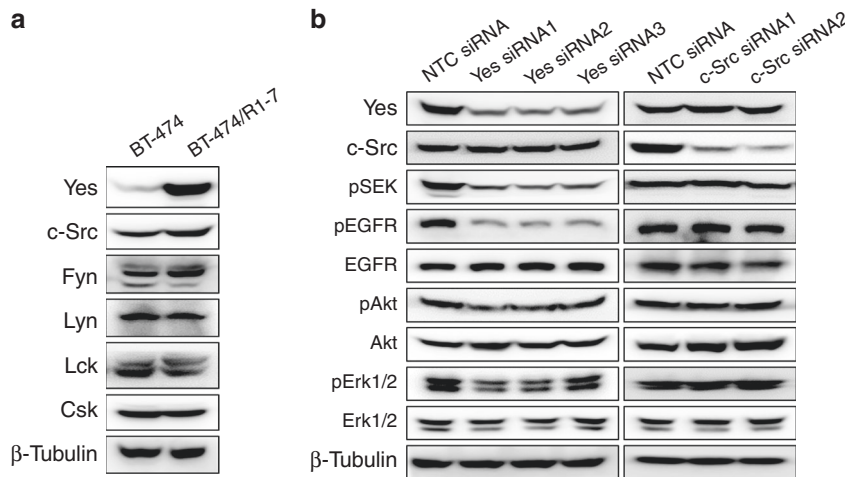 a
BT-474
BT-474/R1-7
Yes
c-Src
Fyn
Lyn
Lck
Csk
β-Tubulin
b
NTC siRNA
Yes siRNA1
Yes siRNA2
Yes siRNA3
NTC siRNA
c-Src siRNA1
c-Src siRNA2
Yes
c-Src
pSEK
pEGFR
EGFR
pAkt
Akt
pErk1/2
Erk1/2
β-Tubulin